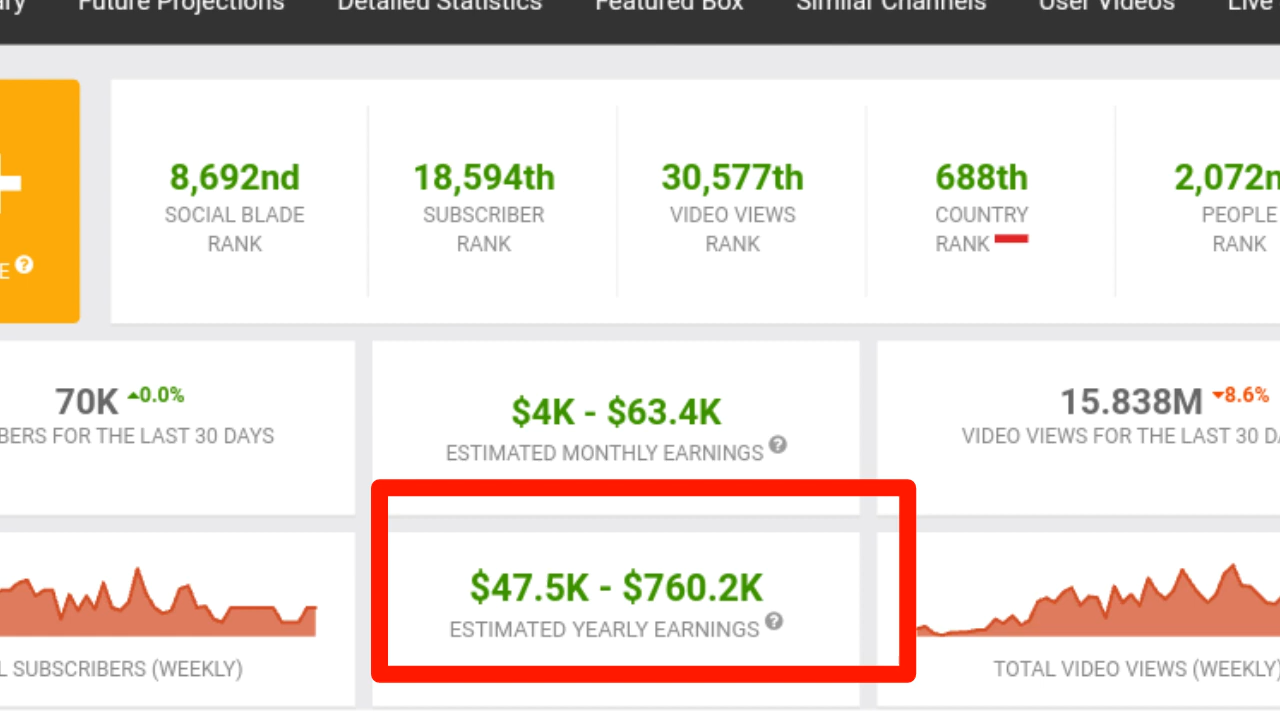 Future Projections Detailed Statistics Featured Box Similar Channels User Videos Live
8,692nd
SOCIAL BLADE
RANK
18,594th
SUBSCRIBER
RANK
30,577th
VIDEO VIEWS
RANK
688th
COUNTRY
RANK
2,072n
PEOPLE
RANK
E ?
70K 0.0%
BERS FOR THE LAST 30 DAYS
$4K - $63.4K
ESTIMATED MONTHLY EARNINGS ?
15.838M 8.6%
VIDEO VIEWS FOR THE LAST 30 D
L SUBSCRIBERS (WEEKLY)
$47.5K - $760.2K
ESTIMATED YEARLY EARNINGS ?
TOTAL VIDEO VIEWS (WEEKLY)